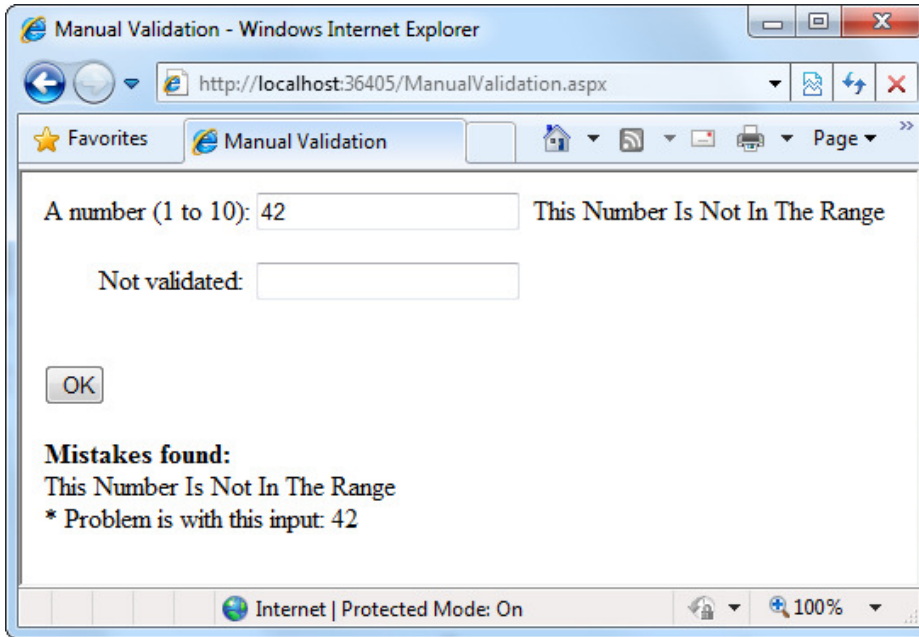 Manual Validation - Windows Internet Explorer
http://localhost:36405/ManualValidation.aspx
Favorites Manual Validation Page »
A number (1 to 10): 42 This Number Is Not In The Range
Not validated:
OK
Mistakes found:
This Number Is Not In The Range
* Problem is with this input: 42
Internet | Protected Mode: On 100%